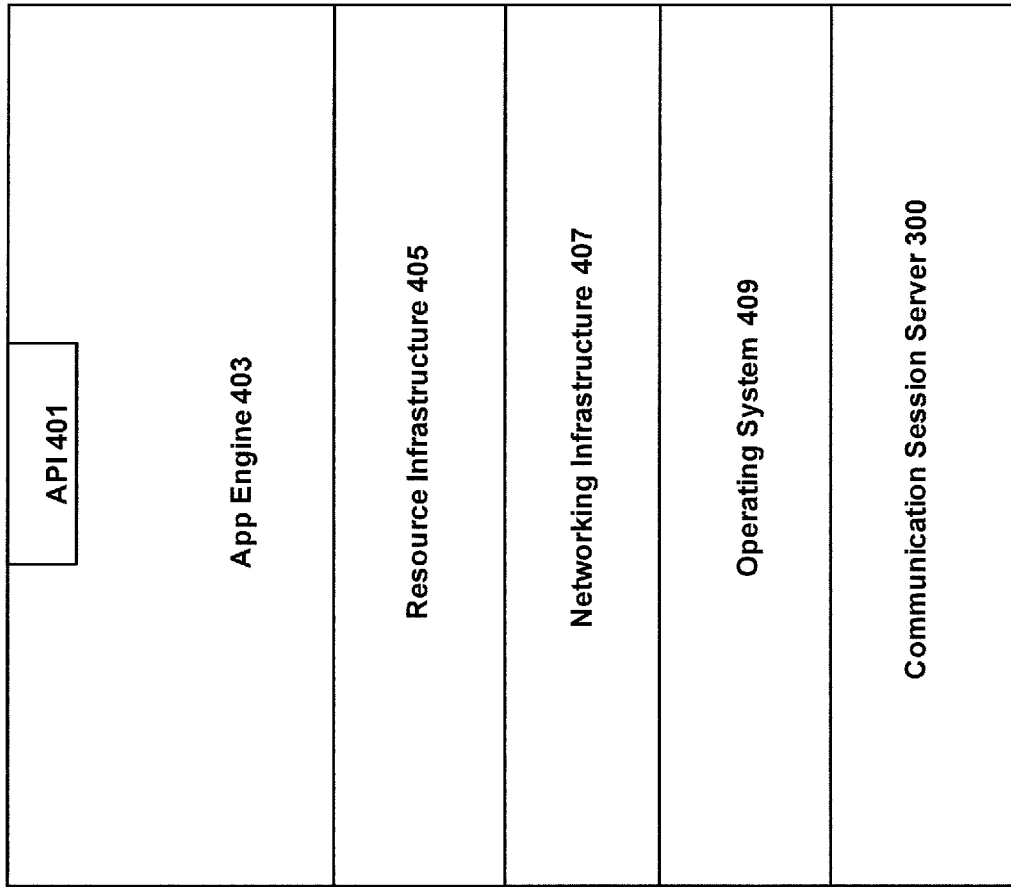 API 401
App Engine 403
Resource Infrastructure 405
Networking Infrastructure 407
Operating System 409
Communication Session Server 300